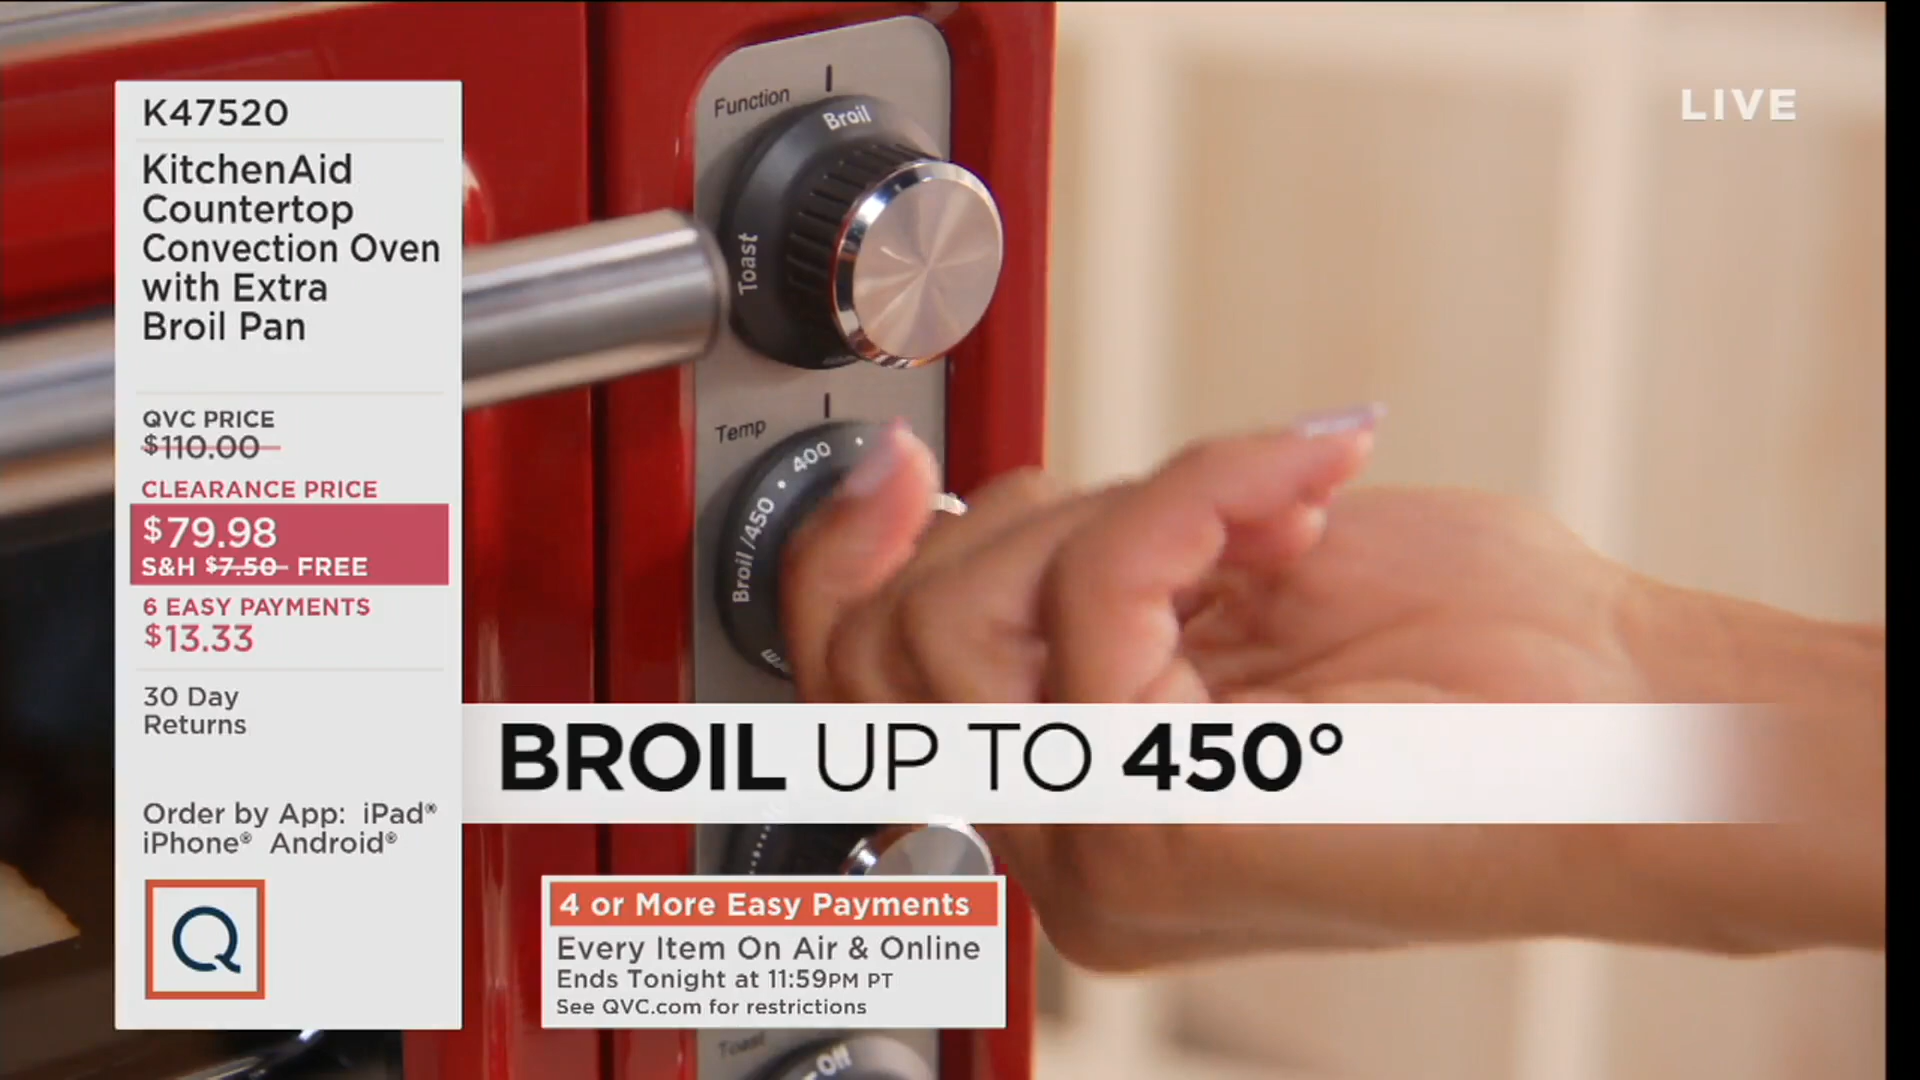 K47520
KitchenAid
Countertop
Convection Oven
with Extra
Broil Pan
QVC PRICE
$110.00
CLEARANCE PRICE
$79.98
S&H $7.50 FREE
6 EASY PAYMENTS
$13.33
30 Day
Returns
Order by App: iPad®
iPhone® Android®
Q
LIVE
Function
Broil
Toast
Temp
400
Broil/450
BROIL UP TO 450°
4 or More Easy Payments
Every Item On Air & Online
Ends Tonight at 11:59PM PT
See QVC.com for restrictions
Toast
Off